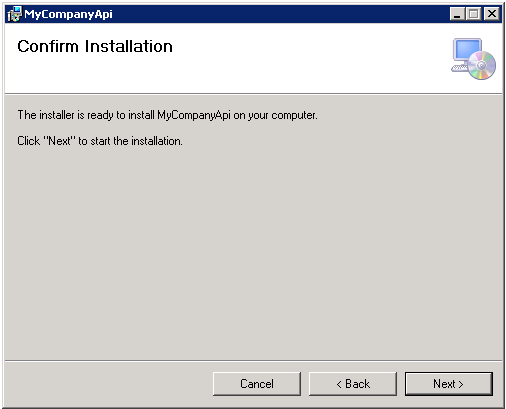 MyCompanyApi
Confirm Installation
The installer is ready to install MyCompanyApi on your computer.
Click "Next" to start the installation.
Cancel
< Back
Next >